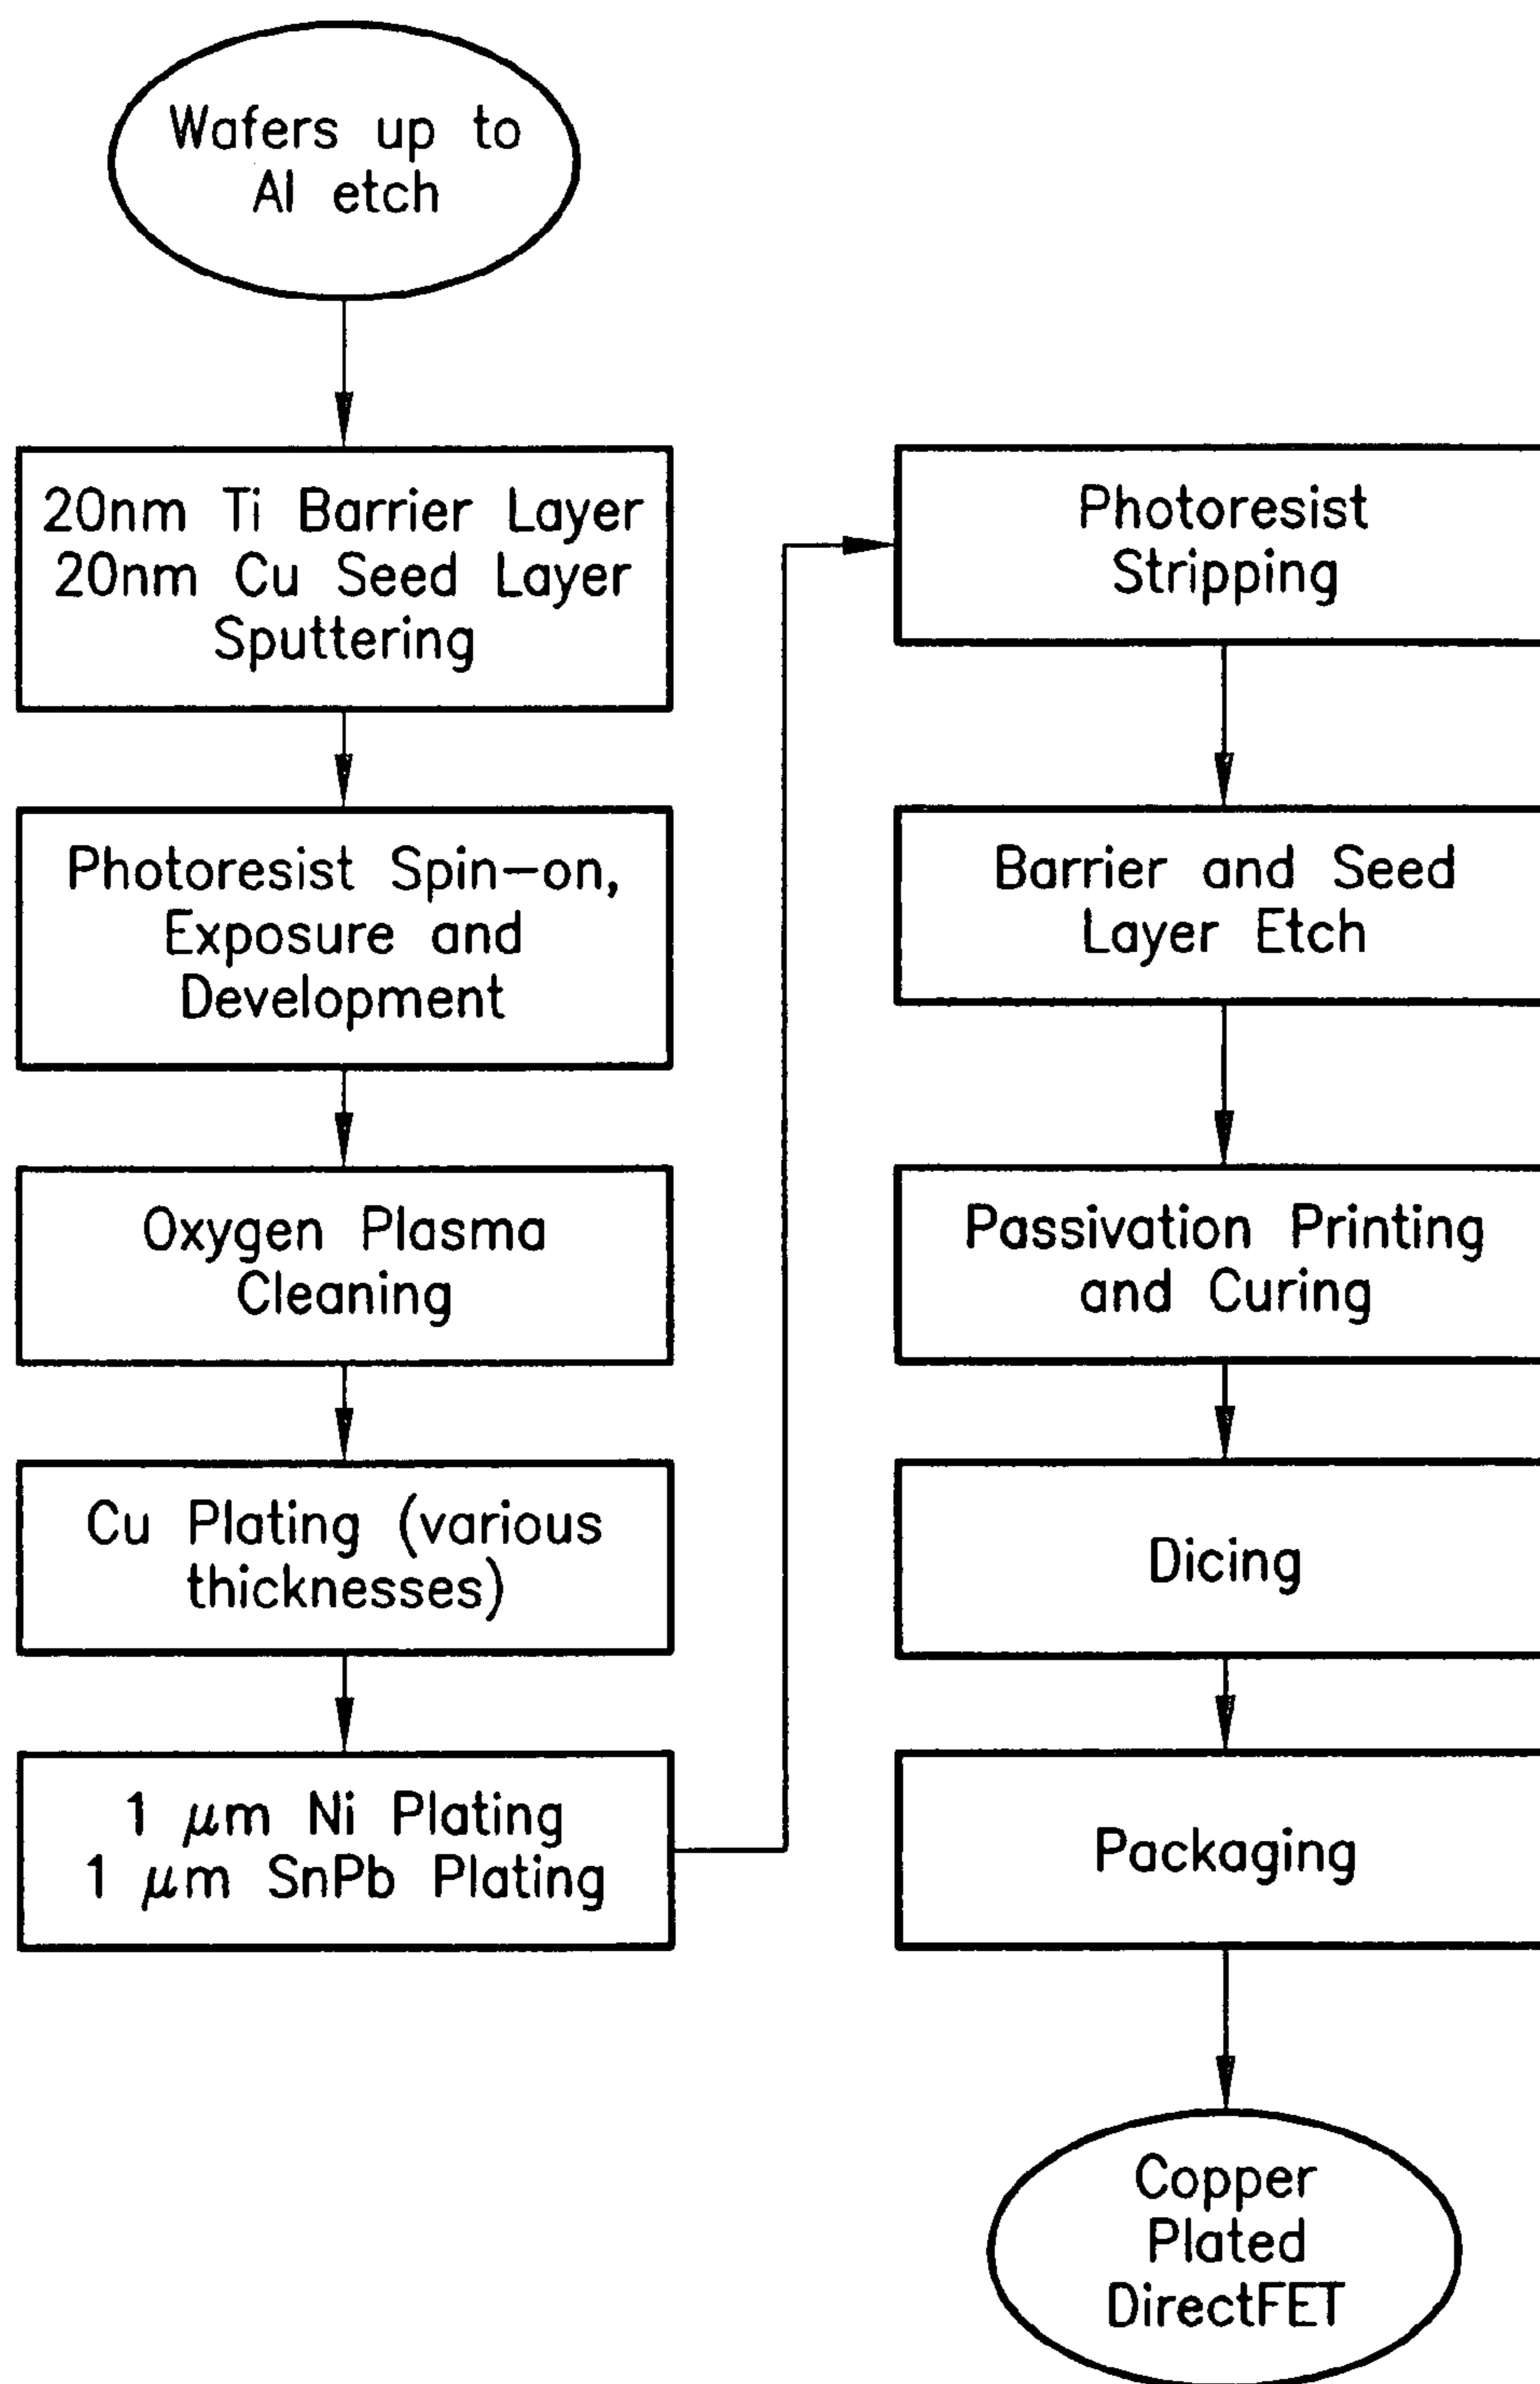 Wafers up to
Al etch
20nm Ti Barrier Layer
20nm Cu Seed Layer
Sputtering
Photoresist Spin-on,
Exposure and
Development
Oxygen Plasma
Cleaning
Cu Plating (various
thicknesses)
1 μm Ni Plating
1 μm SnPb Plating
Photoresist
Stripping
Barrier and Seed
Layer Etch
Passivation Printing
and Curing
Dicing
Packaging
Copper
Plated
DirectFET